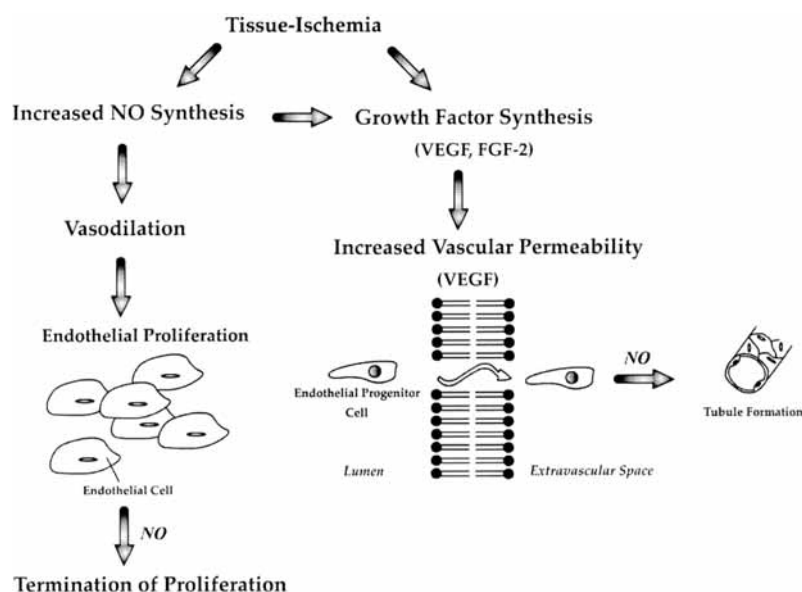 Tissue-Ischemia
Increased NO Synthesis
Growth Factor Synthesis
(VEGF, FGF-2)
Vasodilation
Increased Vascular Permeability
(VEGF)
Endothelial Proliferation
NO
Endothelial Progenitor
Cell
Tubule Formation
Lumen
Extravascular Space
Endothelial Cell
NO
Termination of Proliferation